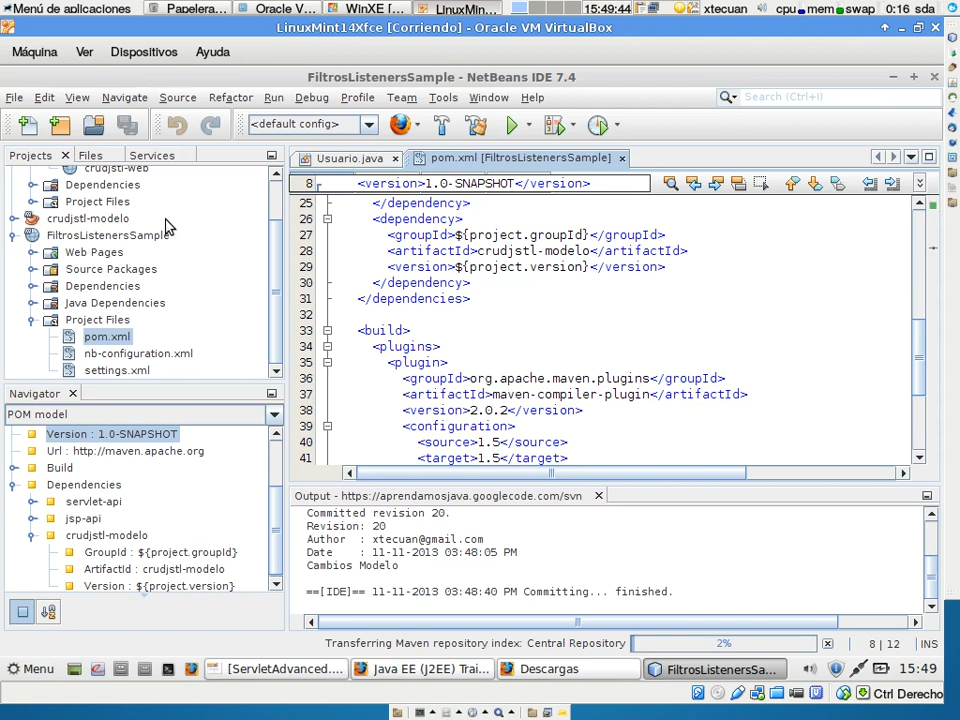 Menú de aplicaciones
Papelera...
Oracle V...
WinXE [...
LinuxMin...
15:49:44
xtecuan
cpu
mem
swap
0:16 sda
LinuxMint14Xfce [Corriendo] - Oracle VM VirtualBox
Máquina Ver Dispositivos Ayuda
FiltrosListenersSample - NetBeans IDE 7.4
File Edit View Navigate Source Refactor Run Debug Profile Team Tools Window Help
Search (Ctrl+I)
<default config>
Projects Files Services
crudjstl-web
Dependencies
Project Files
crudjstl-modelo
FiltrosListenersSample
Web Pages
Source Packages
Dependencies
Java Dependencies
Project Files
pom.xml
nb-configuration.xml
settings.xml
Navigator
POM model
Version : 1.0-SNAPSHOT
Url : http://maven.apache.org
Build
Dependencies
servlet-api
jsp-api
crudjstl-modelo
GroupId : ${project.groupId}
ArtifactId : crudjstl-modelo
Version : ${project.version}
Usuario.java
pom.xml [FiltrosListenersSample]
8 <version>1.0-SNAPSHOT</version>
25 </dependency>
26 <dependency>
27 <groupId>${project.groupId}</groupId>
28 <artifactId>crudjstl-modelo</artifactId>
29 <version>${project.version}</version>
30 </dependency>
31 </dependencies>
32
33 <build>
34 <plugins>
35 <plugin>
36 <groupId>org.apache.maven.plugins</groupId>
37 <artifactId>maven-compiler-plugin</artifactId>
38 <version>2.0.2</version>
39 <configuration>
40 <source>1.5</source>
41 <target>1.5</target>
Output - https://aprendamosjava.googlecode.com/svn
Committed revision 20.
Revision: 20
Author : xtecuan@gmail.com
Date : 11-11-2013 03:48:05 PM
Cambios Modelo
==[IDE]== 11-11-2013 03:48:40 PM Committing... finished.
Transferring Maven repository index: Central Repository
2%
8 | 12
INS
Menu
[ServletAdvanced....
Java EE (J2EE) Trai...
Descargas
FiltrosListenersSa...
15:49
Ctrl Derecho